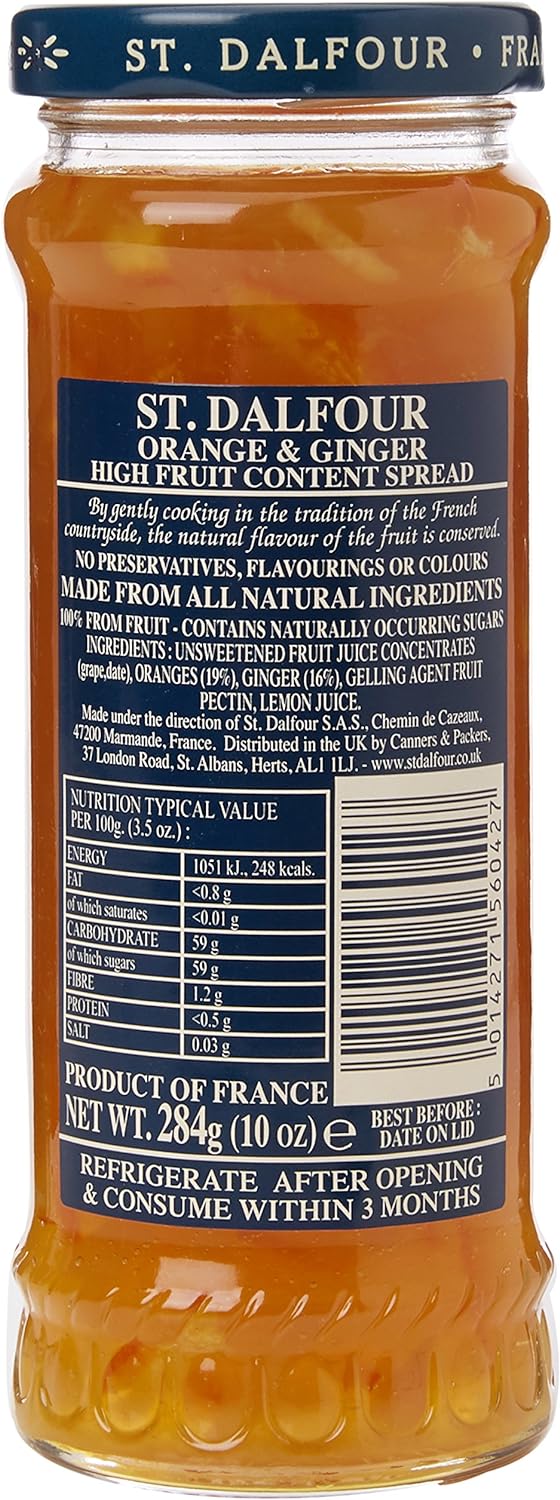 ST. DALFOUR • FRA
ST. DALFOUR
ORANGE & GINGER
HIGH FRUIT CONTENT SPREAD
By gently cooking in the tradition of the French
countryside, the natural flavour of the fruit is conserved.
NO PRESERVATIVES, FLAVOURINGS OR COLOURS
MADE FROM ALL NATURAL INGREDIENTS
100% FROM FRUIT - CONTAINS NATURALLY OCCURRING SUGARS
INGREDIENTS : UNSWEETENED FRUIT JUICE CONCENTRATES
(grape,date), ORANGES (19%), GINGER (16%), GELLING AGENT FRUIT
PECTIN, LEMON JUICE.
Made under the direction of St. Dalfour S.A.S., Chemin de Cazeaux,
47200 Marmande, France. Distributed in the UK by Canners & Packers,
37 London Road, St. Albans, Herts, AL1 1LJ. - www.stdalfour.co.uk
NUTRITION TYPICAL VALUE
PER 100g. (3.5 oz.) :
ENERGY 1051 kJ., 248 kcals.
FAT <0.8 g
of which saturates <0.01 g
CARBOHYDRATE 59 g
of which sugars 59 g
FIBRE 1.2 g
PROTEIN <0.5 g
SALT 0.03 g
5 014271 560427
PRODUCT OF FRANCE
NET WT. 284g (10 oz) e
BEST BEFORE :
DATE ON LID
REFRIGERATE AFTER OPENING
& CONSUME WITHIN 3 MONTHS